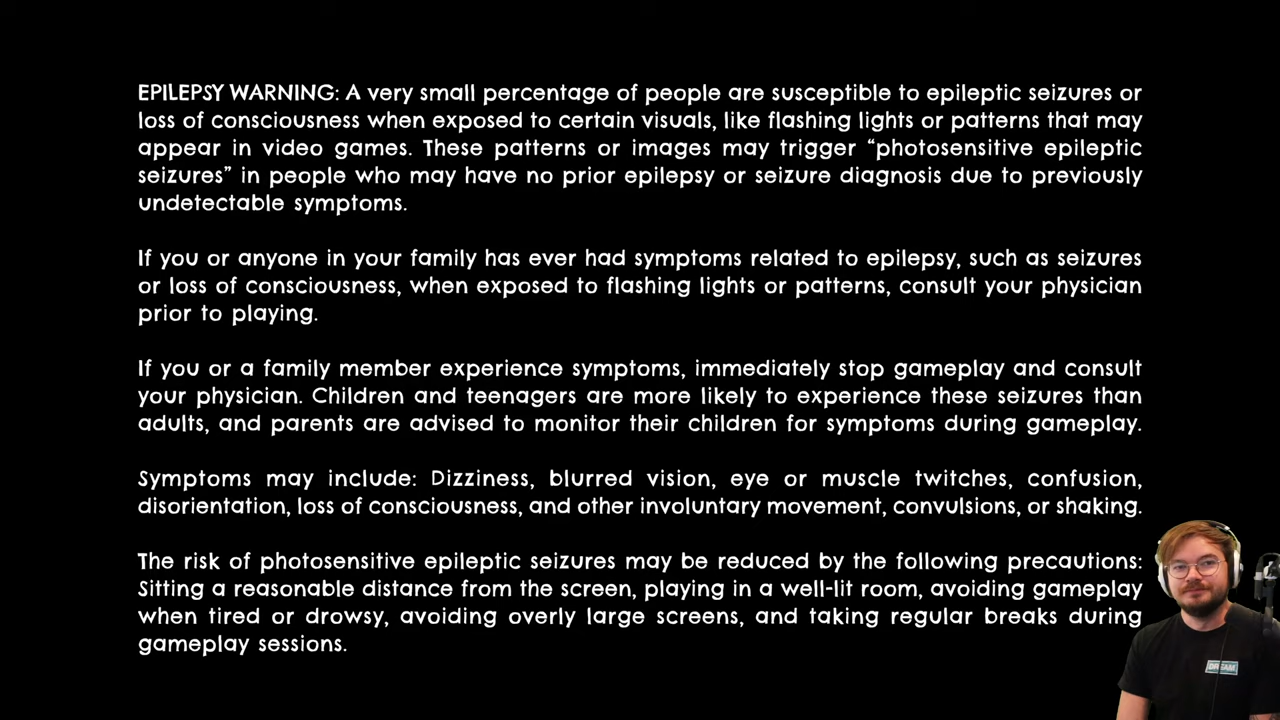 EPILEPSY WARNING: A very small percentage of people are susceptible to epileptic seizures or
loss of consciousness when exposed to certain visuals, like flashing lights or patterns that may
appear in video games. These patterns or images may trigger “photosensitive epileptic
seizures” in people who may have no prior epilepsy or seizure diagnosis due to previously
undetectable symptoms.
If you or anyone in your family has ever had symptoms related to epilepsy, such as seizures
or loss of consciousness, when exposed to flashing lights or patterns, consult your physician
prior to playing.
If you or a family member experience symptoms, immediately stop gameplay and consult
your physician. Children and teenagers are more likely to experience these seizures than
adults, and parents are advised to monitor their children for symptoms during gameplay.
Symptoms may include: Dizziness, blurred vision, eye or muscle twitches, confusion,
disorientation, loss of consciousness, and other involuntary movement, convulsions, or shaking.
The risk of photosensitive epileptic seizures may be reduced by the following precautions:
Sitting a reasonable distance from the screen, playing in a well-lit room, avoiding gameplay
when tired or drowsy, avoiding overly large screens, and taking regular breaks during
gameplay sessions.
DREAM